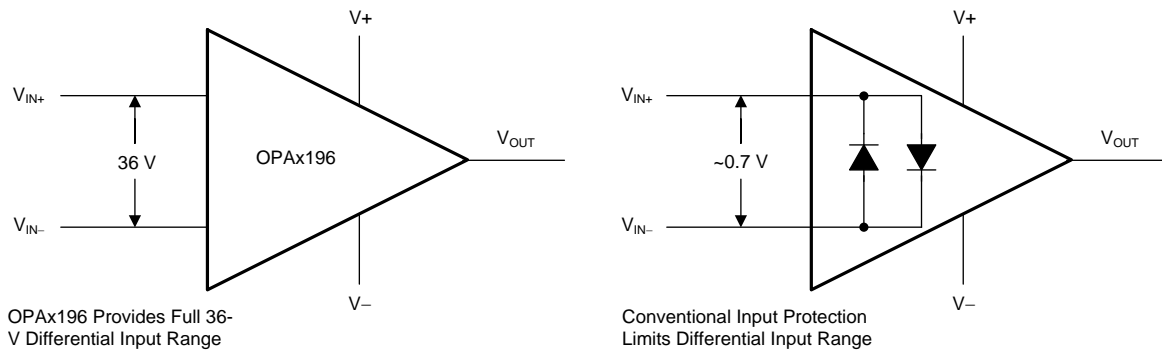 V+
VIN+
36 V
OPAx196
VOUT
VIN−
V−
OPAx196 Provides Full 36-
V Differential Input Range
V+
VIN+
~0.7 V
VOUT
VIN−
V−
Conventional Input Protection
Limits Differential Input Range